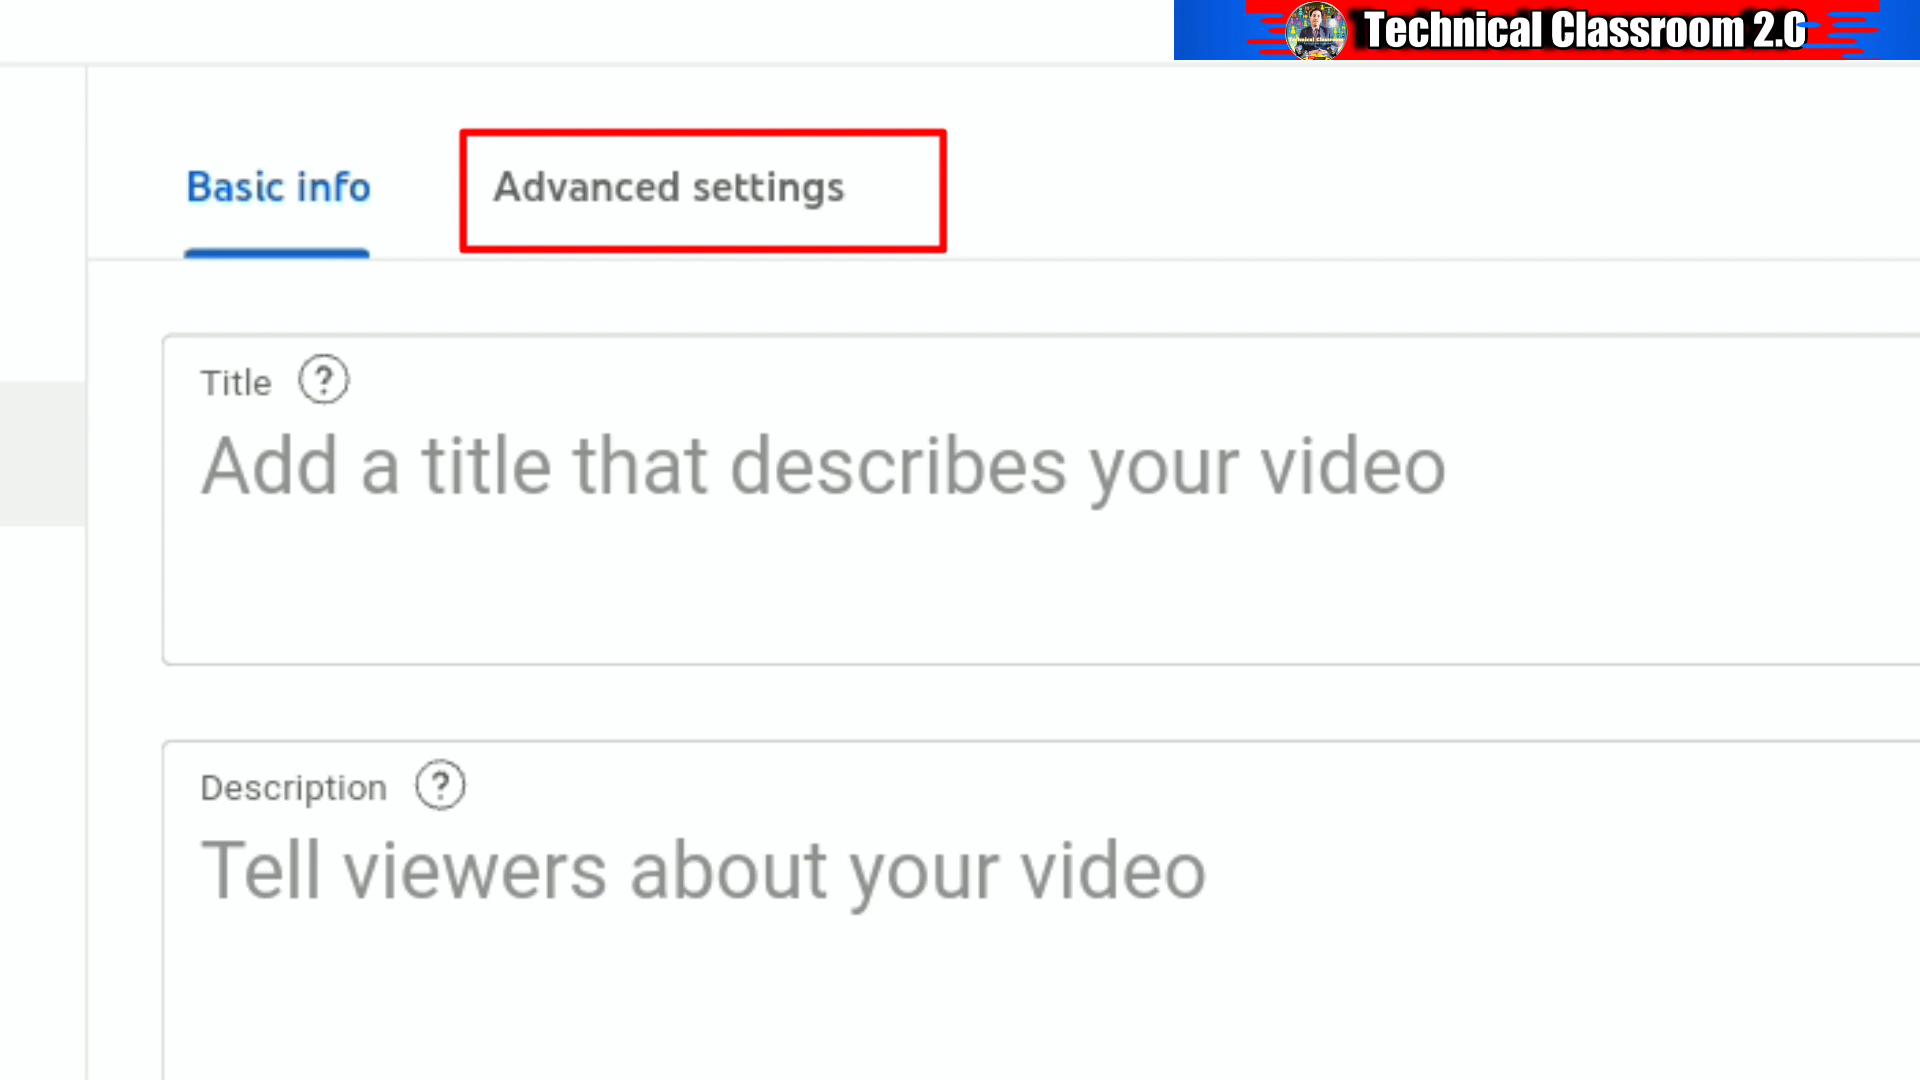 Technical Classroom 2.0
Basic info
Advanced settings
Title
Add a title that describes your video
Description
Tell viewers about your video